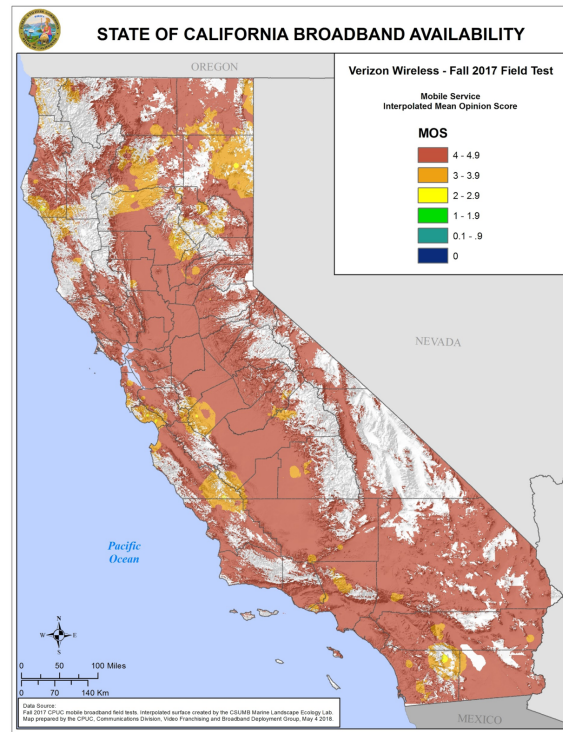 STATE OF CALIFORNIA BROADBAND AVAILABILITY
OREGON
Verizon Wireless - Fall 2017 Field Test
Mobile Service
Interpolated Mean Opinion Score
MOS
4 - 4.9
3 - 3.9
2 - 2.9
1 - 1.9
0.1 - .9
0
NEVADA
Pacific
Ocean
N
W E
S
0 50 100 Miles
0 70 140 Km
Data Source:
Fall 2017 CPUC mobile broadband field tests. Interpolated surface created by the CSUMB Marine Landscape Ecology Lab.
Map prepared by the CPUC, Communications Division, Video Franchising and Broadband Deployment Group, May 4 2018.
MEXICO